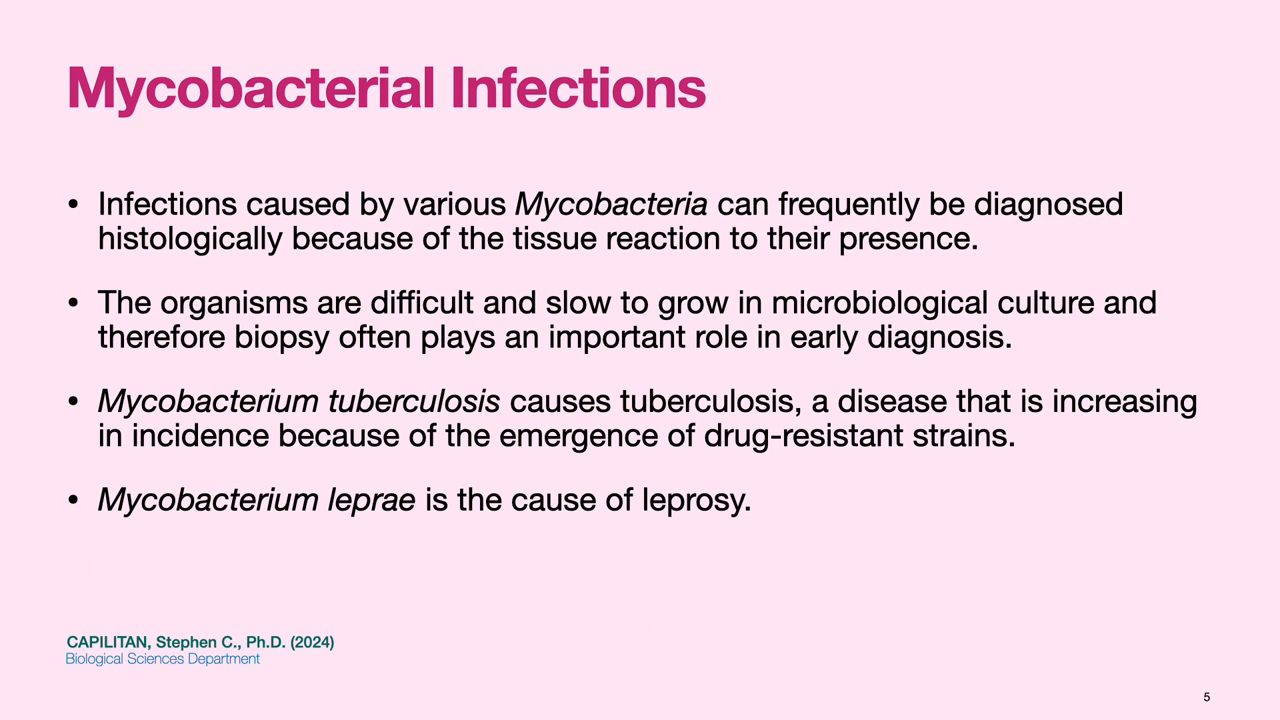 Mycobacterial Infections
• Infections caused by various Mycobacteria can frequently be diagnosed
histologically because of the tissue reaction to their presence.
• The organisms are difficult and slow to grow in microbiological culture and
therefore biopsy often plays an important role in early diagnosis.
• Mycobacterium tuberculosis causes tuberculosis, a disease that is increasing
in incidence because of the emergence of drug-resistant strains.
• Mycobacterium leprae is the cause of leprosy.
CAPILITAN, Stephen C., Ph.D. (2024)
Biological Sciences Department
5